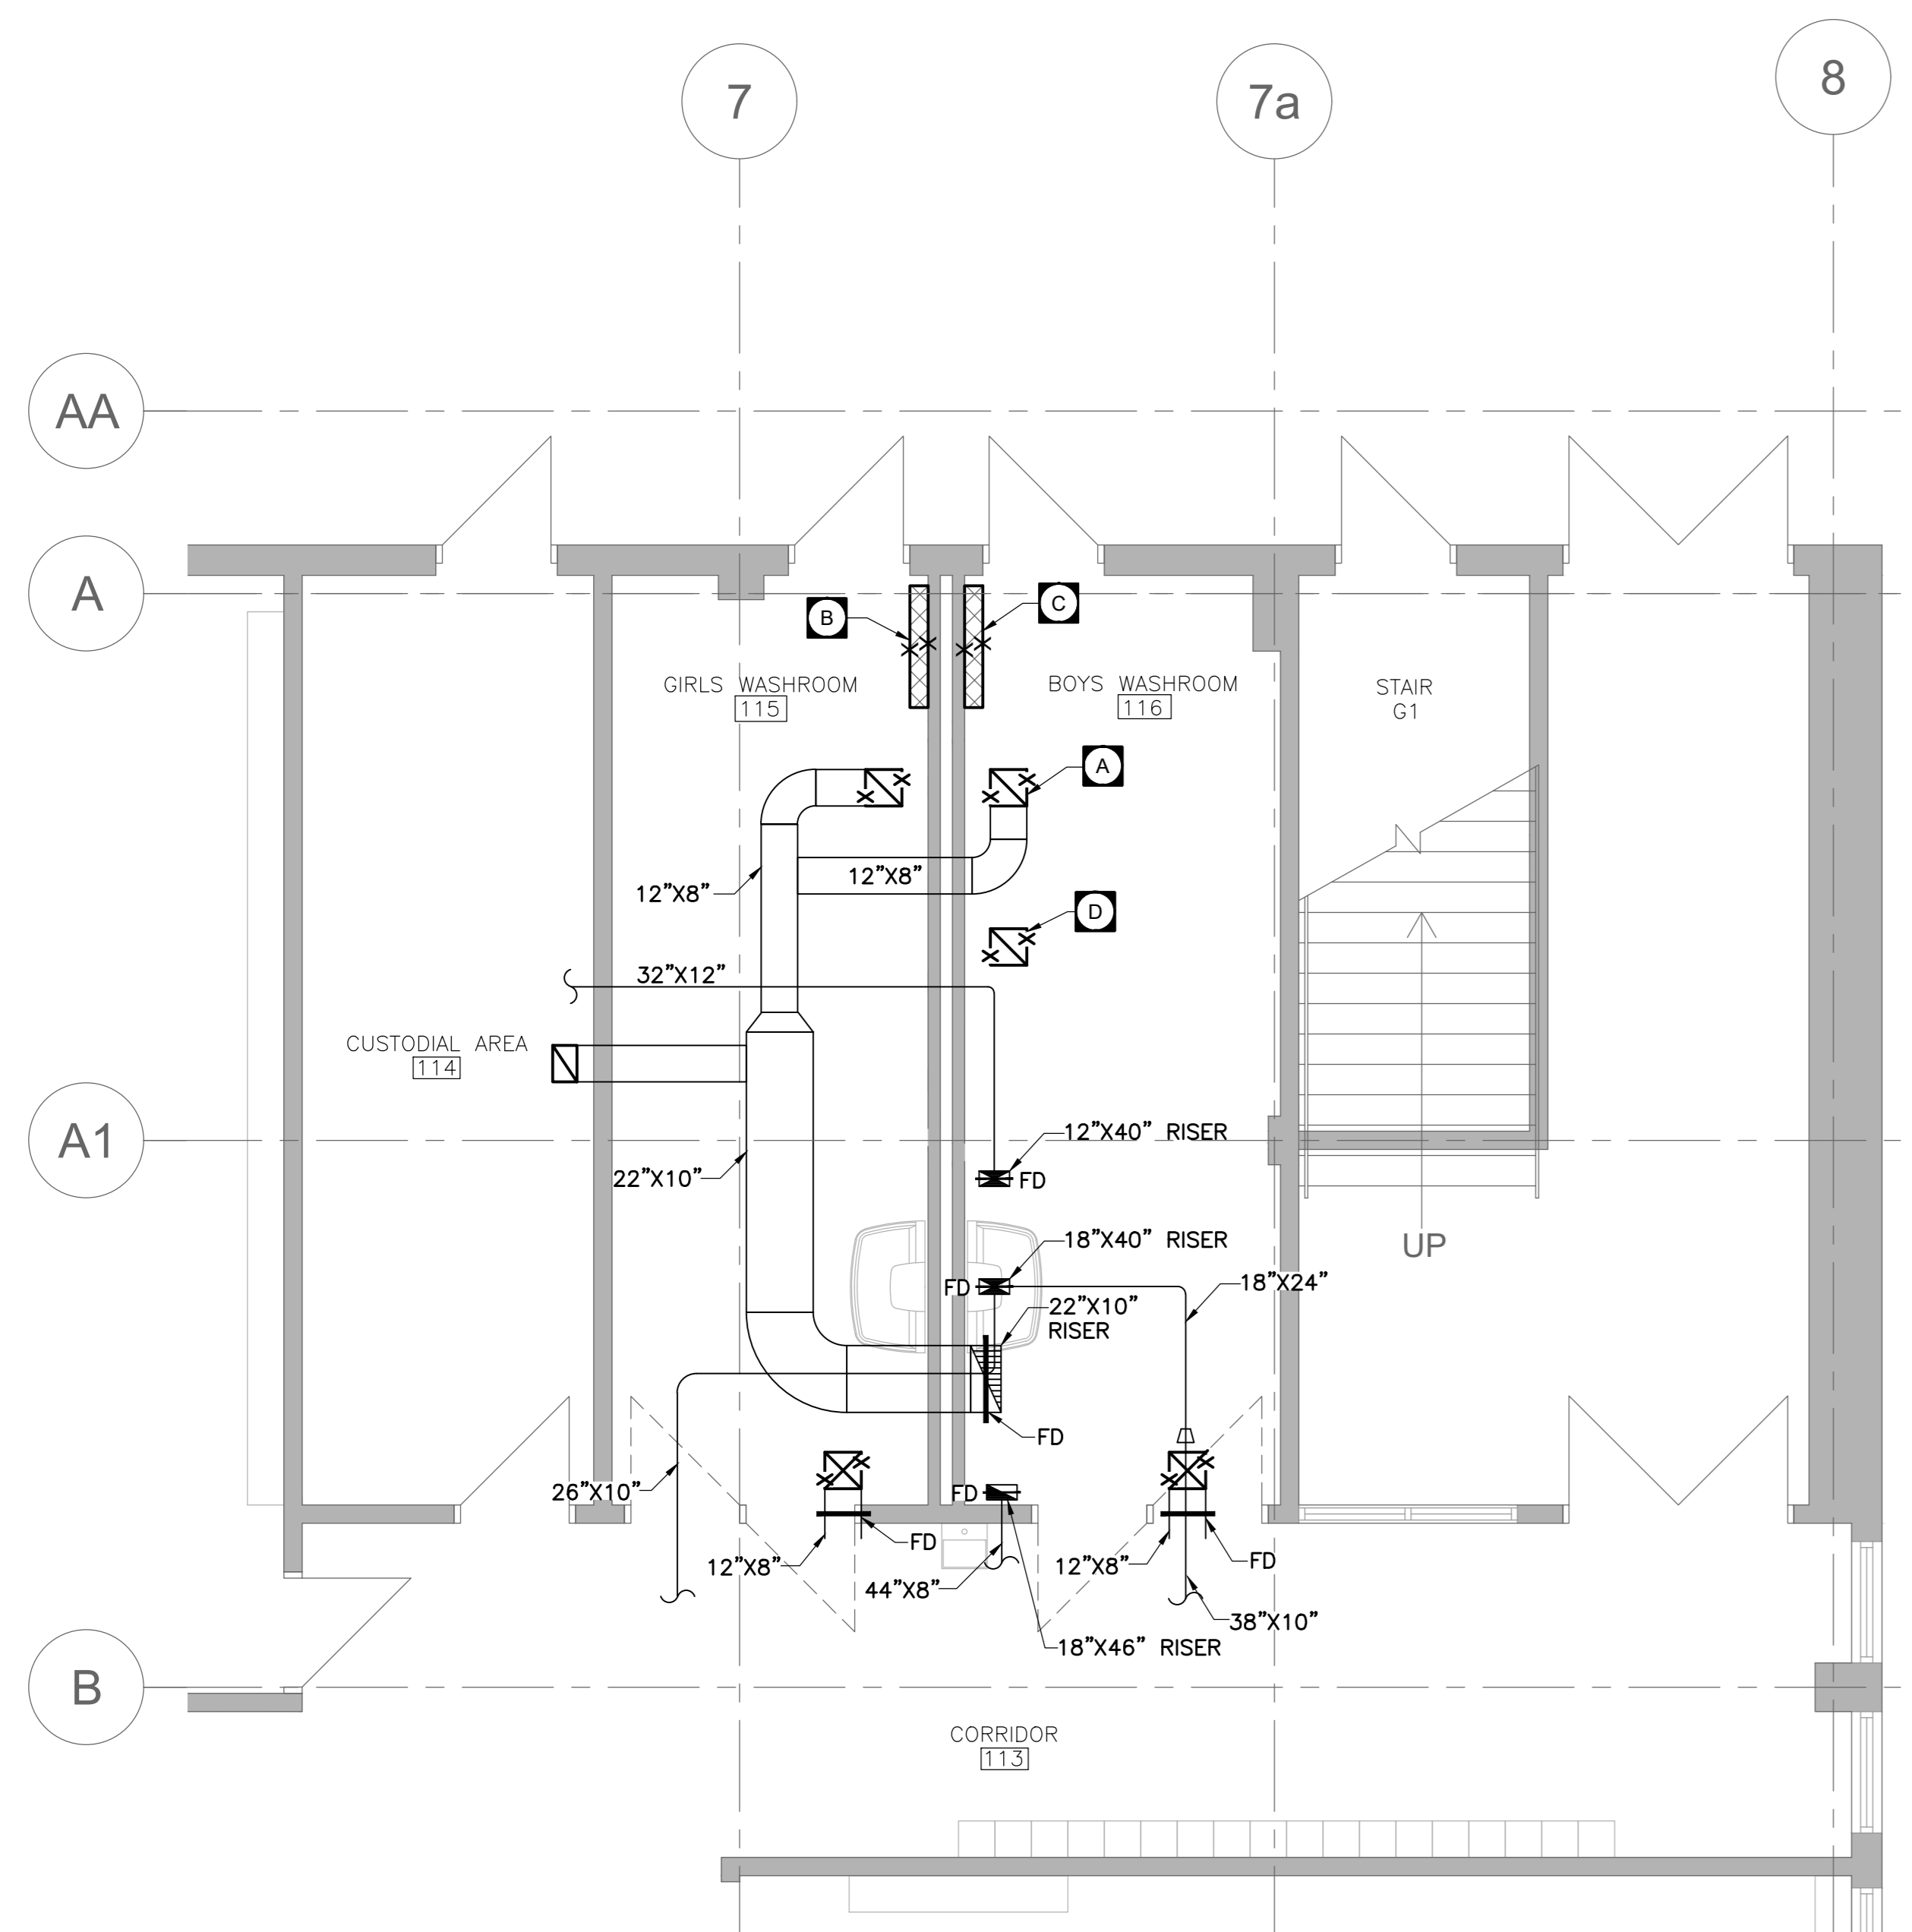 7
7a
8
AA
A
B
C
GIRLS WASHROOM
115
BOYS WASHROOM
116
STAIR
G1
A
12"X8"
12"X8"
D
32"X12"
CUSTODIAL AREA
114
A1
12"X40" RISER
FD
22"X10"
18"X40" RISER
FD
18"X24"
22"X10"
RISER
UP
FD
26"X10"
FD
FD
FD
12"X8"
44"X8"
12"X8"
38"X10"
18"X46" RISER
B
CORRIDOR
113